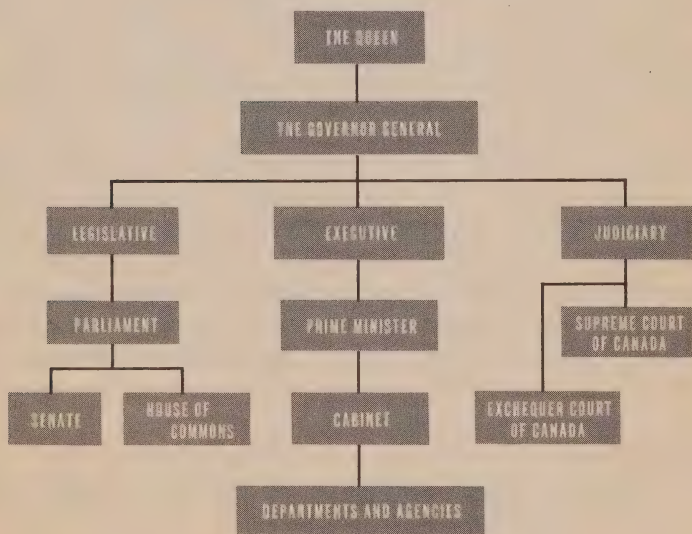 THE QUEEN
THE GOVERNOR GENERAL
LEGISLATIVE
EXECUTIVE
JUDICIARY
PARLIAMENT
PRIME MINISTER
SUPREME COURT
OF CANADA
SENATE
HOUSE OF
COMMONS
CABINET
EXCHEQUER COURT
OF CANADA
DEPARTMENTS AND AGENCIES